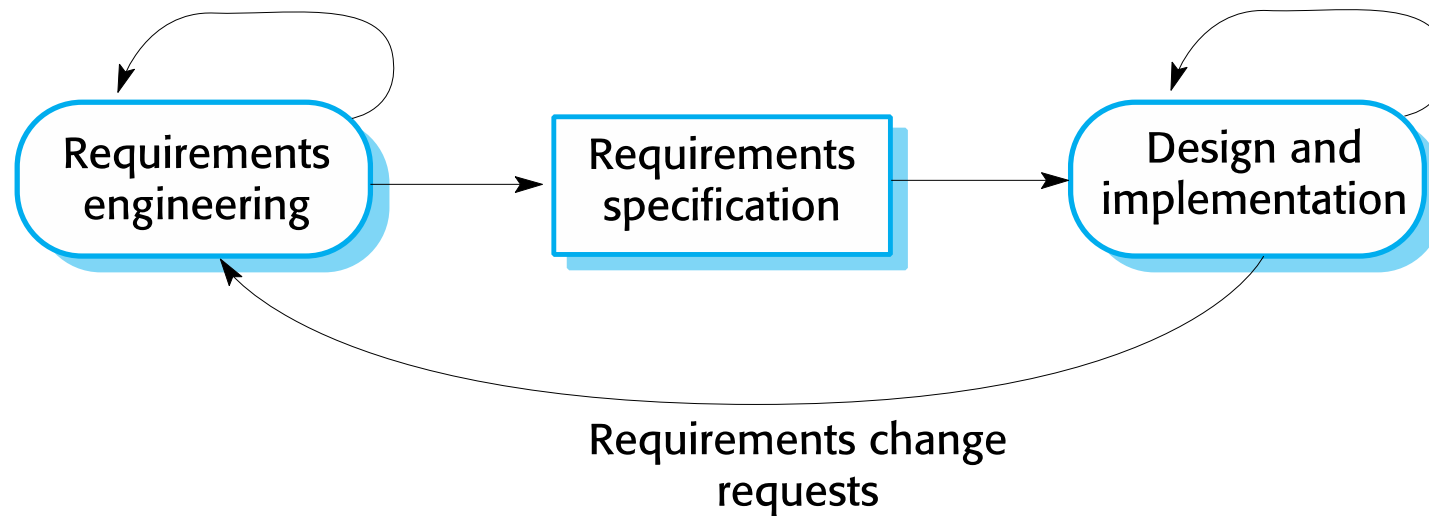 Requirements
engineering
Requirements
specification
Design and
implementation
Requirements change
requests